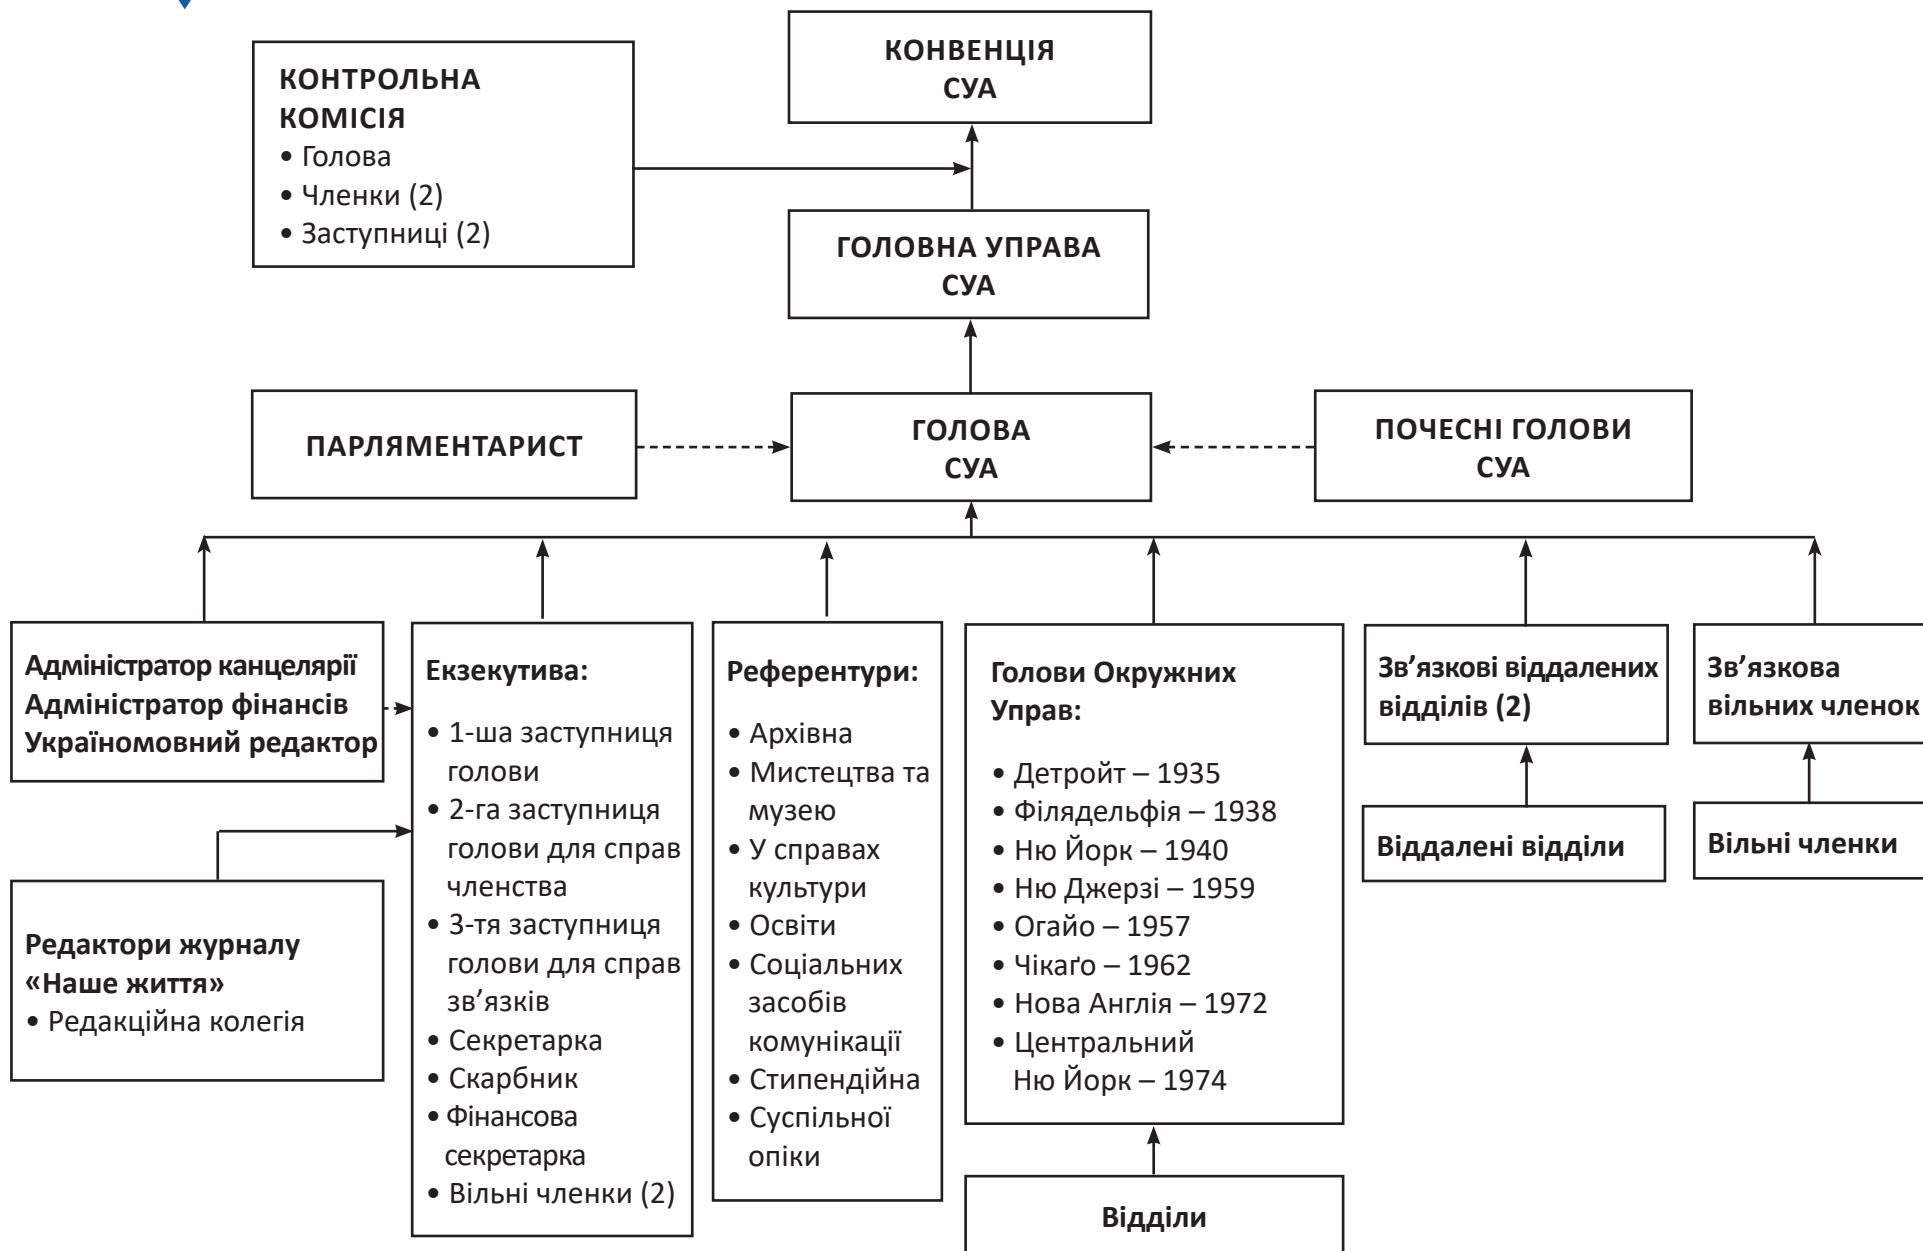 КОНВЕНЦІЯ
СУА
КОНТРОЛЬНА
КОМІСІЯ
• Голова
• Членки (2)
• Заступниці (2)
ГОЛОВНА УПРАВА
СУА
ПАРЛЯМЕНТАРИСТ
ГОЛОВА
СУА
ПОЧЕСНІ ГОЛОВИ
СУА
Адміністратор канцелярії
Адміністратор фінансів
Україномовний редактор
Редактори журналу
«Наше життя»
• Редакційна колегія
Екзекутива:
• 1-ша заступниця
голови
• 2-га заступниця
голови для справ
членства
• 3-тя заступниця
голови для справ
зв’язків
• Секретарка
• Скарбник
• Фінансова
секретарка
• Вільні членки (2)
Референтури:
• Архівна
• Мистецтва та
музею
• У справах
культури
• Освіти
• Соціальних
засобів
комунікації
• Стипендійна
• Суспільної
опіки
Голови Окружних
Управ:
• Детройт – 1935
• Філядельфія – 1938
• Ню Йорк – 1940
• Ню Джерзі – 1959
• Огайо – 1957
• Чікаґо – 1962
• Нова Англія – 1972
• Центральний
Ню Йорк – 1974
Відділи
Зв’язкові віддалених
відділів (2)
Віддалені відділи
Зв’язкова
вільних членок
Вільні членки